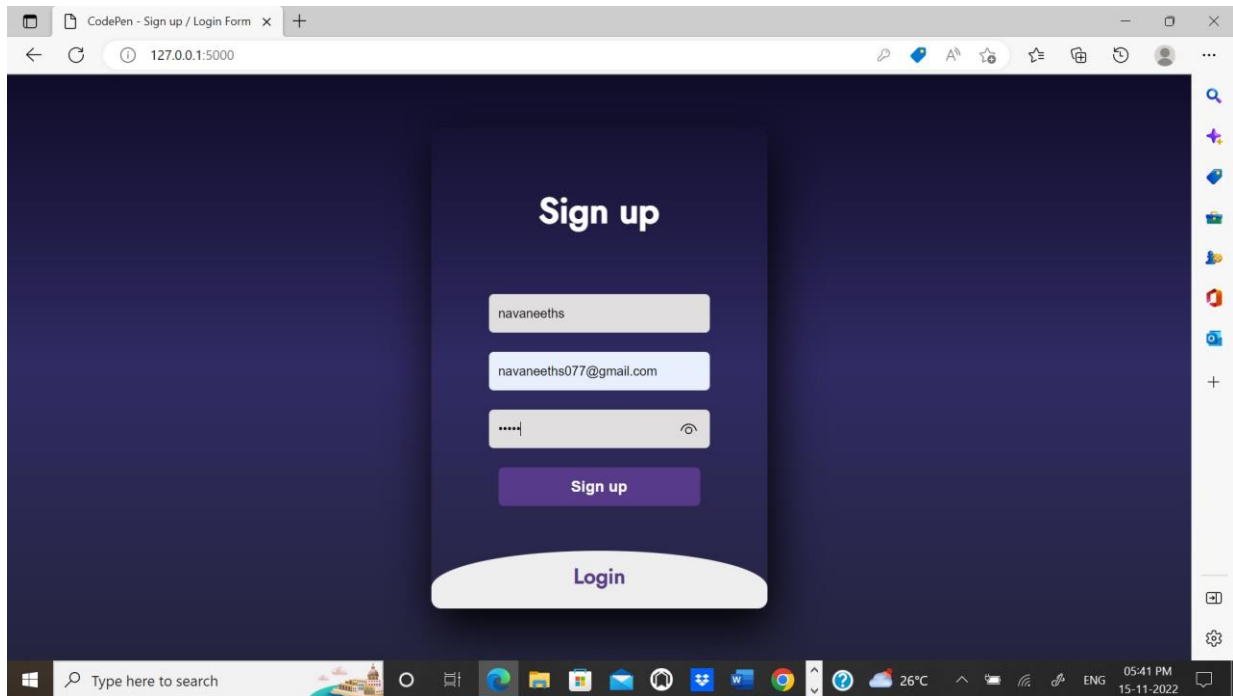 CodePen - Sign up / Login Form
127.0.0.1:5000
Sign up
navaneeths
navaneeths077@gmail.com
•••••
Sign up
Login
Type here to search
26°C
ENG
05:41 PM
15-11-2022